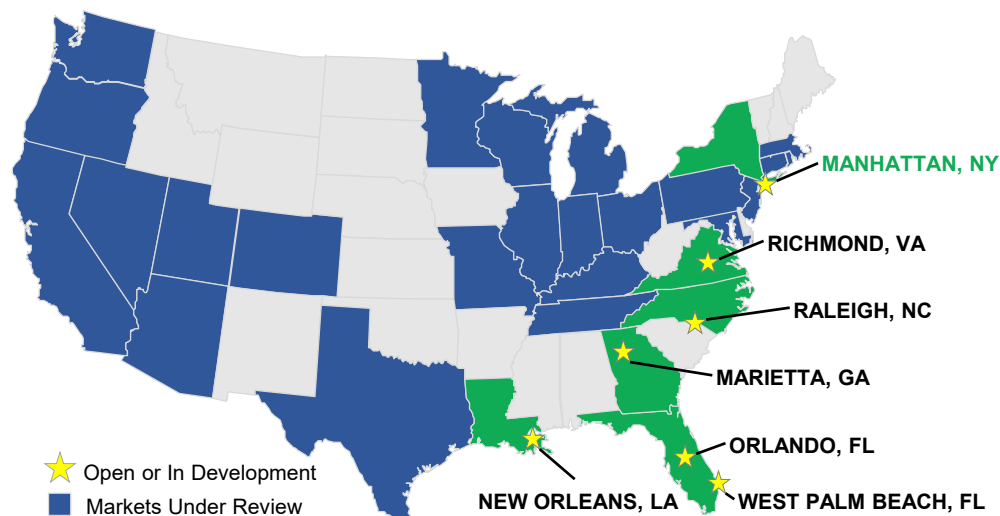 MANHATTAN, NY
RICHMOND, VA
RALEIGH, NC
MARIETTA, GA
ORLANDO, FL
NEW ORLEANS, LA
WEST PALM BEACH, FL
Open or In Development
Markets Under Review